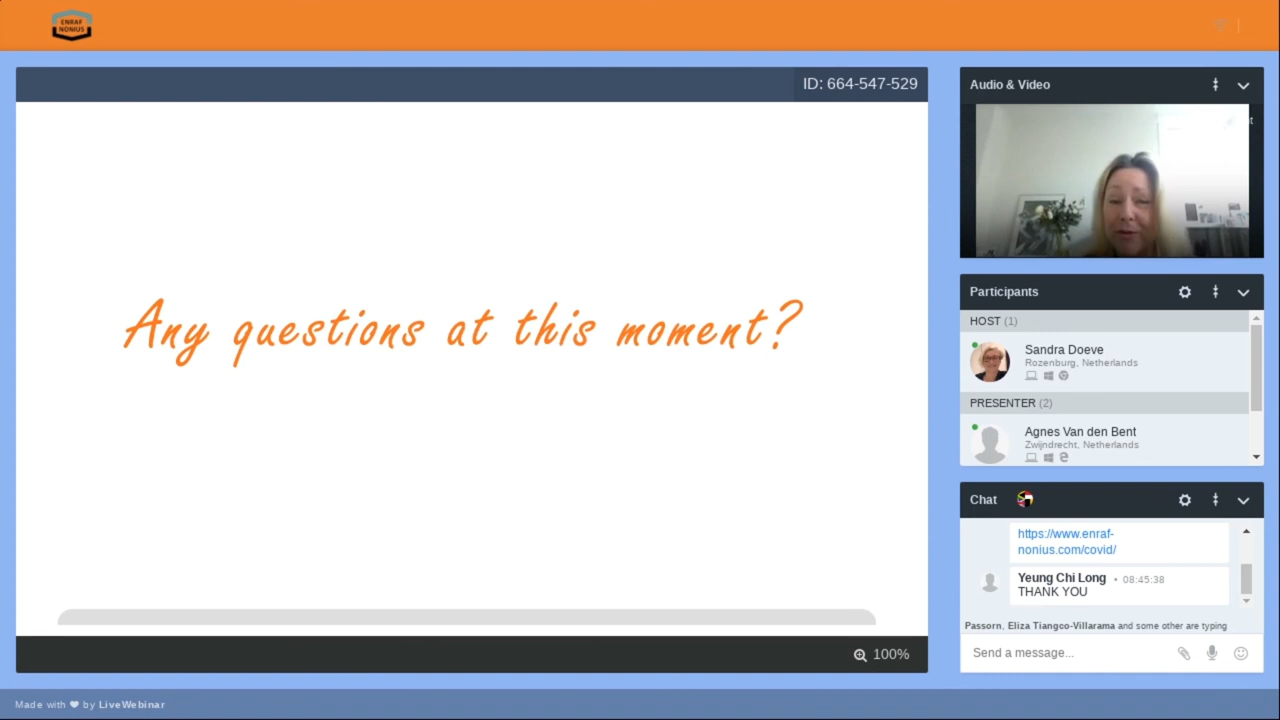 ENRAF
NONIUS
ID: 664-547-529
Any questions at this moment?
100%
Audio & Video
Participants
HOST (1)
Sandra Doeve
Rozenburg, Netherlands
PRESENTER (2)
Agnes Van den Bent
Zwijndrecht, Netherlands
Chat
https://www.enraf-
nonius.com/covid/
Yeung Chi Long • 08:45:38
THANK YOU
Passorn, Eliza Tiangco-Villarama and some other are typing
Send a message...
Made with ❤ by LiveWebinar